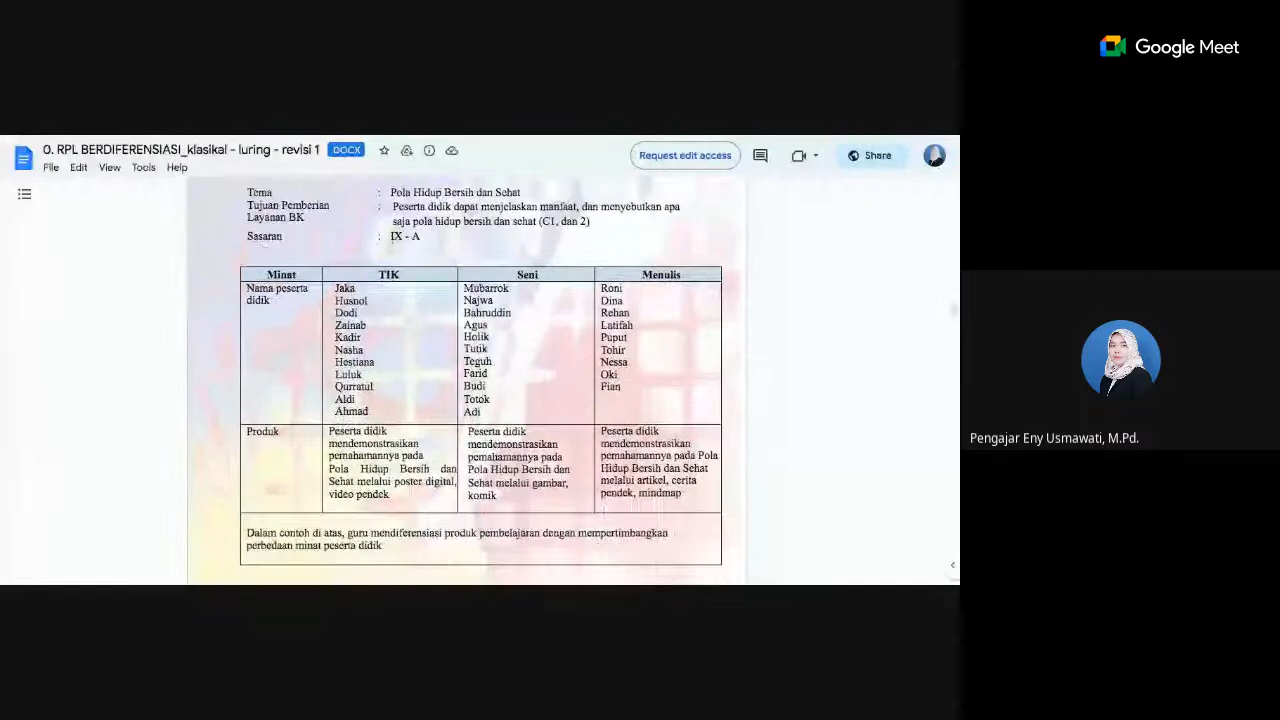 Google Meet
0. RPL BERDIFERENSIASI_klasikal - luring - revisi 1 DOCX
File Edit View Tools Help
Request edit access
Share
Tema : Pola Hidup Bersih dan Sehat
Tujuan Pemberian : Peserta didik dapat menjelaskan manfaat, dan menyebutkan apa
Layanan BK saja pola hidup bersih dan sehat (C1, dan 2)
Sasaran : IX - A
Minat TIK Seni Menulis
Nama peserta Jaka Mubarrok Roni
didik Husnol Najwa Dina
Dodi Bahruddin Rehan
Zainab Agus Latifah
Kadir Holik Puput
Nasha Tutik Tohir
Hostiana Teguh Nessa
Luluk Farid Oki
Qurratul Budi Fian
Aldi Totok
Ahmad Adi
Produk
Peserta didik
mendemonstrasikan
pemahamannya pada
Pola Hidup Bersih dan
Sehat melalui poster digital,
video pendek
Peserta didik
mendemonstrasikan
pemahamannya pada
Pola Hidup Bersih dan
Sehat melalui gambar,
komik
Peserta didik
mendemonstrasikan
pemahamannya pada Pola
Hidup Bersih dan Sehat
melalui artikel, cerita
pendek, mindmap
Dalam contoh di atas, guru mendiferensiasi produk pembelajaran dengan mempertimbangkan
perbedaan minat peserta didik
Pengajar Eny Usmawati, M.Pd.